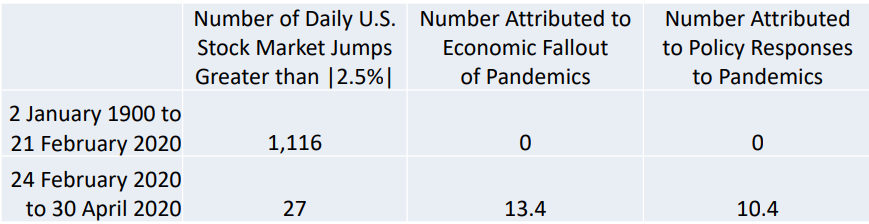 Number of Daily U.S.
Stock Market Jumps
Greater than |2.5%|
Number Attributed to
Economic Fallout
of Pandemics
Number Attributed
to Policy Responses
to Pandemics
2 January 1900 to
21 February 2020
1,116
0
0
24 February 2020
to 30 April 2020
27
13.4
10.4